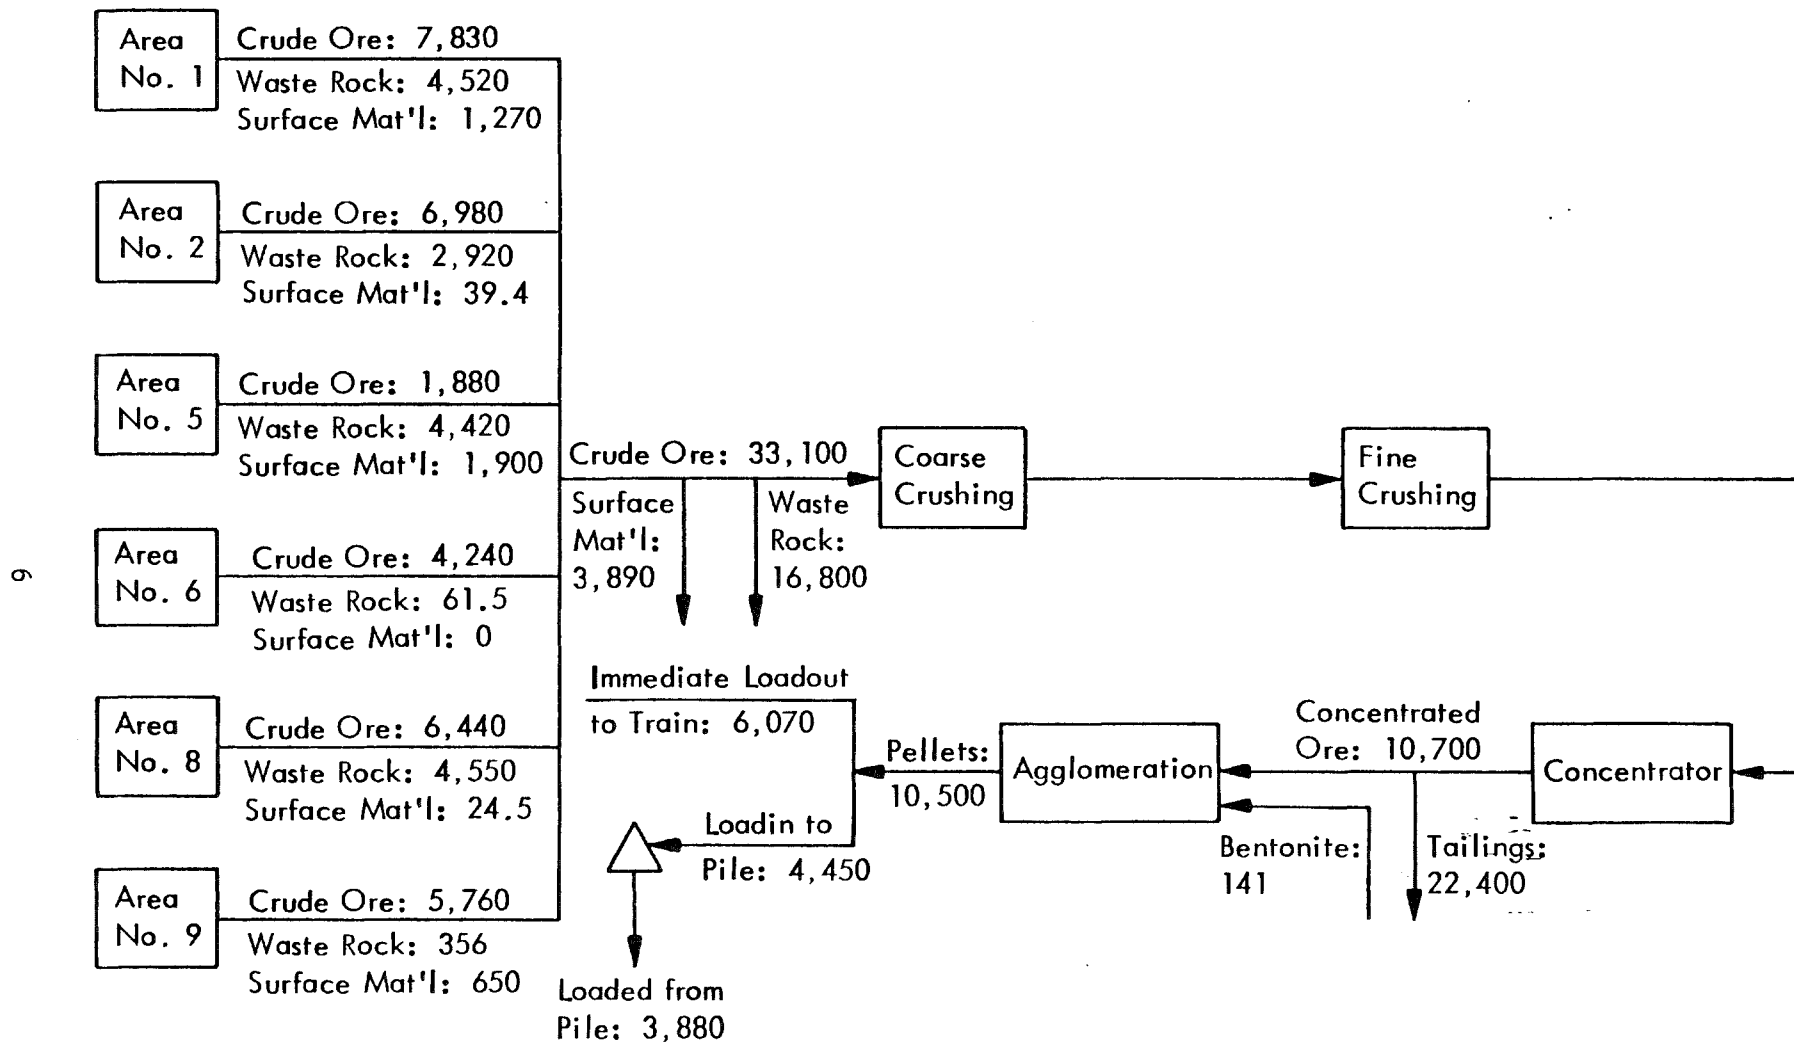 Area
No. 1
Crude Ore: 7,830
Waste Rock: 4,520
Surface Mat'l: 1,270
Area
No. 2
Crude Ore: 6,980
Waste Rock: 2,920
Surface Mat'l: 39.4
Area
No. 5
Crude Ore: 1,880
Waste Rock: 4,420
Surface Mat'l: 1,900
Area
No. 6
Crude Ore: 4,240
Waste Rock: 61.5
Surface Mat'l: 0
Area
No. 8
Crude Ore: 6,440
Waste Rock: 4,550
Surface Mat'l: 24.5
Area
No. 9
Crude Ore: 5,760
Waste Rock: 356
Surface Mat'l: 650
Crude Ore: 33,100
Surface
Mat'l:
3,890
Waste
Rock:
16,800
Coarse
Crushing
Fine
Crushing
Concentrator
Concentrated
Ore: 10,700
Tailings:
22,400
Bentonite:
141
Agglomeration
Pellets:
10,500
Immediate Loadout
to Train: 6,070
Loadin to
Pile: 4,450
Loaded from
Pile: 3,880
9